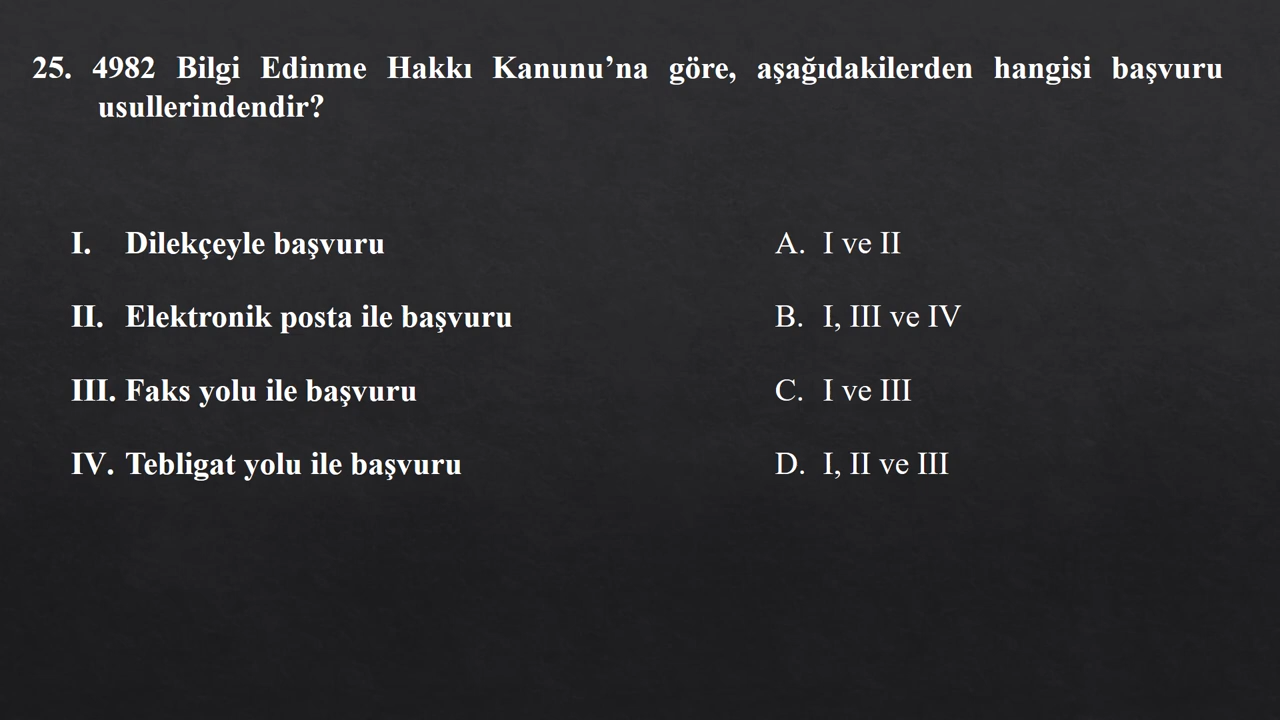 25. 4982 Bilgi Edinme Hakkı Kanunu’na göre, aşağıdakilerden hangisi başvuru
usullerindendir?
I. Dilekçeyle başvuru
II. Elektronik posta ile başvuru
III. Faks yolu ile başvuru
IV. Tebligat yolu ile başvuru
A. I ve II
B. I, III ve IV
C. I ve III
D. I, II ve III